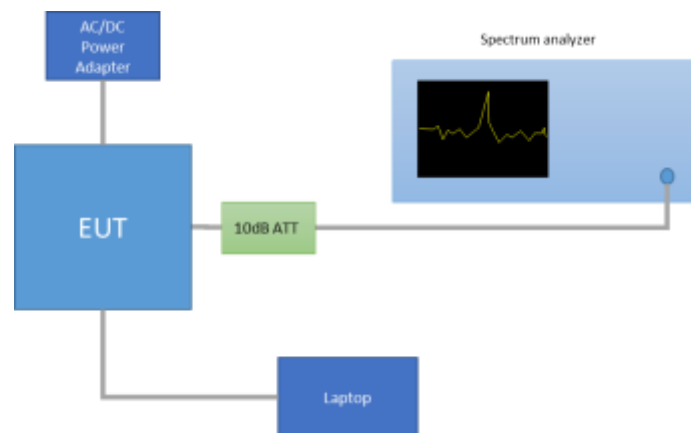 AC/DC
Power
Adapter
Spectrum analyzer
EUT
10dB ATT
Laptop